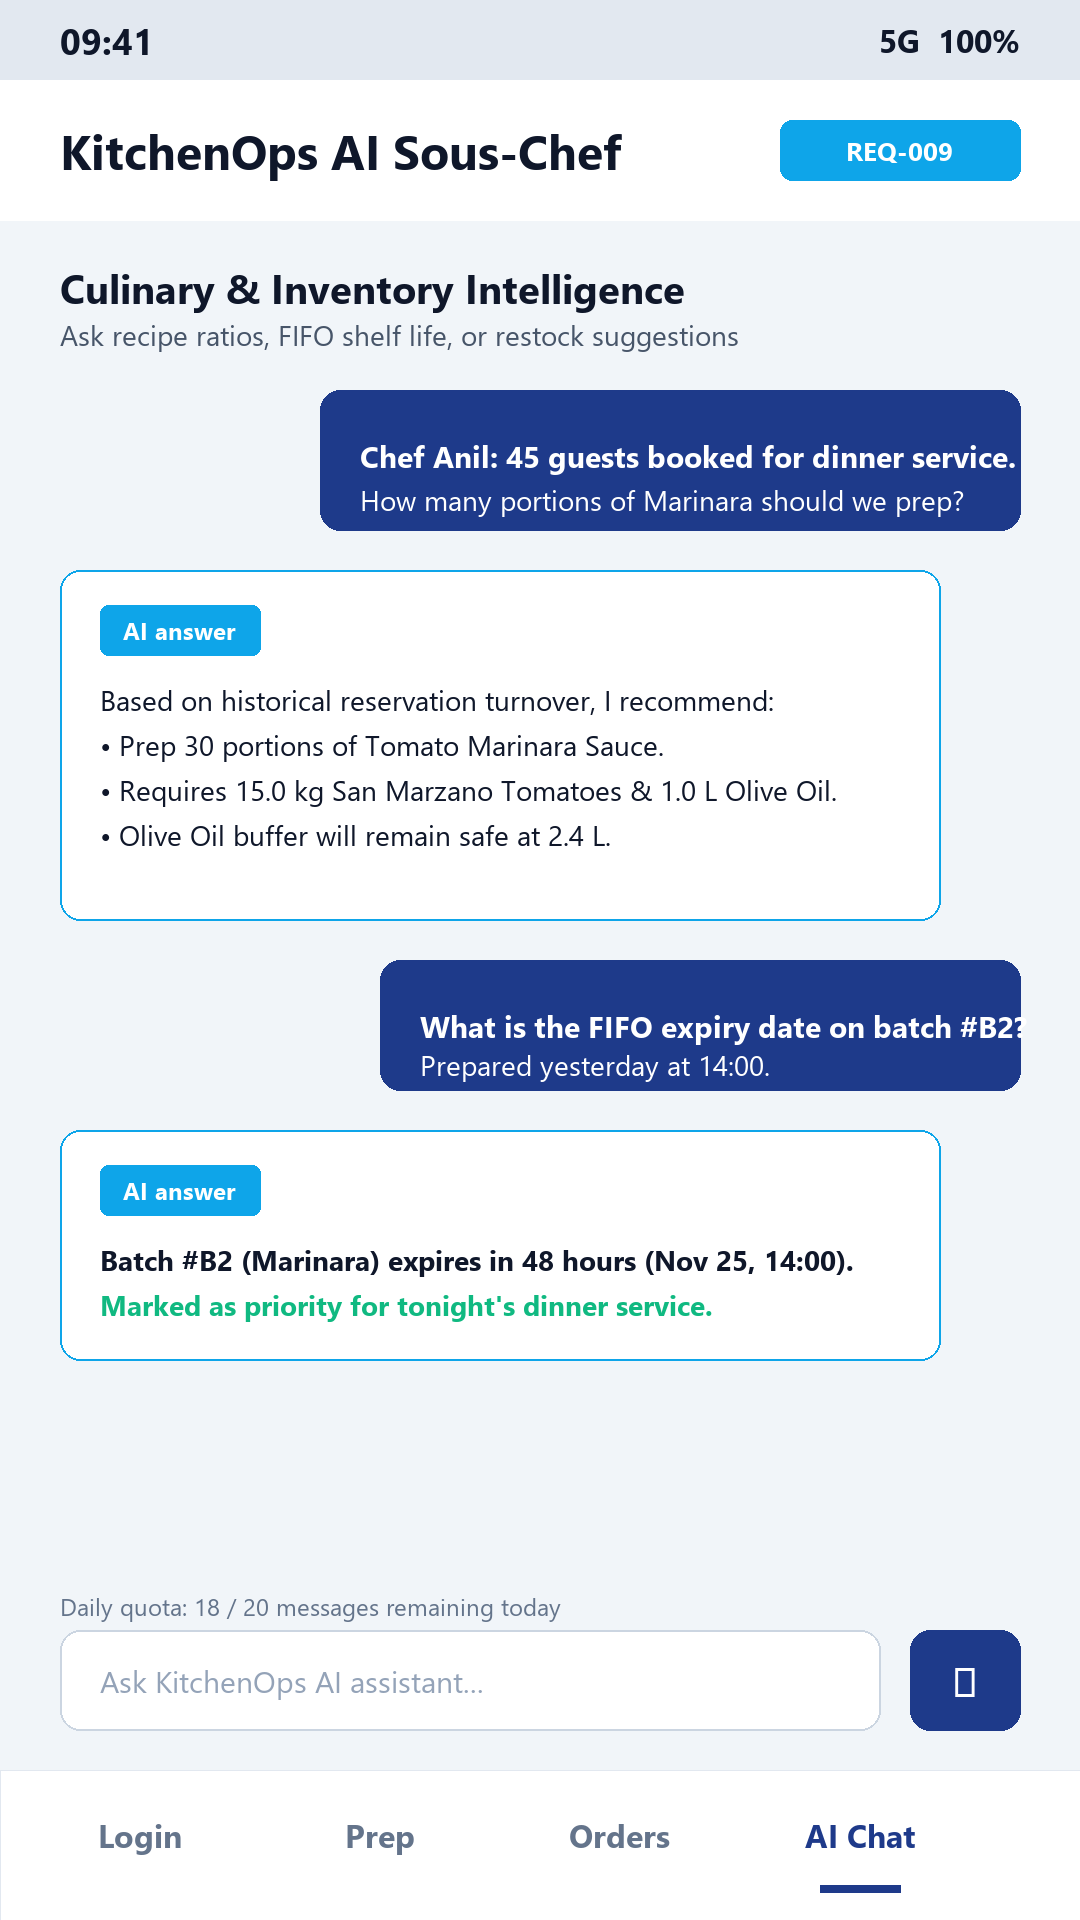 09:41
5G 100%
KitchenOps AI Sous-Chef
REQ-009
Culinary & Inventory Intelligence
Ask recipe ratios, FIFO shelf life, or restock suggestions
Chef Anil: 45 guests booked for dinner service.
How many portions of Marinara should we prep?
AI answer
Based on historical reservation turnover, I recommend:
• Prep 30 portions of Tomato Marinara Sauce.
• Requires 15.0 kg San Marzano Tomatoes & 1.0 L Olive Oil.
• Olive Oil buffer will remain safe at 2.4 L.
What is the FIFO expiry date on batch #B2?
Prepared yesterday at 14:00.
AI answer
Batch #B2 (Marinara) expires in 48 hours (Nov 25, 14:00).
Marked as priority for tonight's dinner service.
Daily quota: 18 / 20 messages remaining today
Ask KitchenOps AI assistant...
Login
Prep
Orders
AI Chat